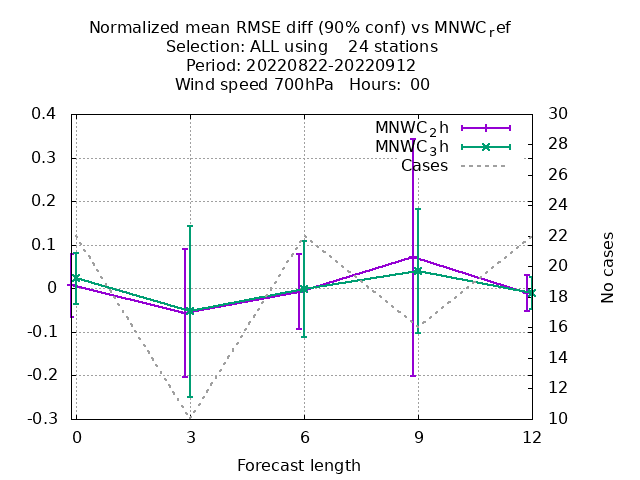 Normalized mean RMSE diff (90% conf) vs MNWC_ref
Selection: ALL using 24 stations
Period: 20220822-20220912
Wind speed 700hPa Hours: 00
MNWC_2h
MNWC_3h
Cases
0.4
0.3
0.2
0.1
0
-0.1
-0.2
-0.3
30
28
26
24
22
20
18
16
14
12
10
No cases
0 3 6 9 12
Forecast length